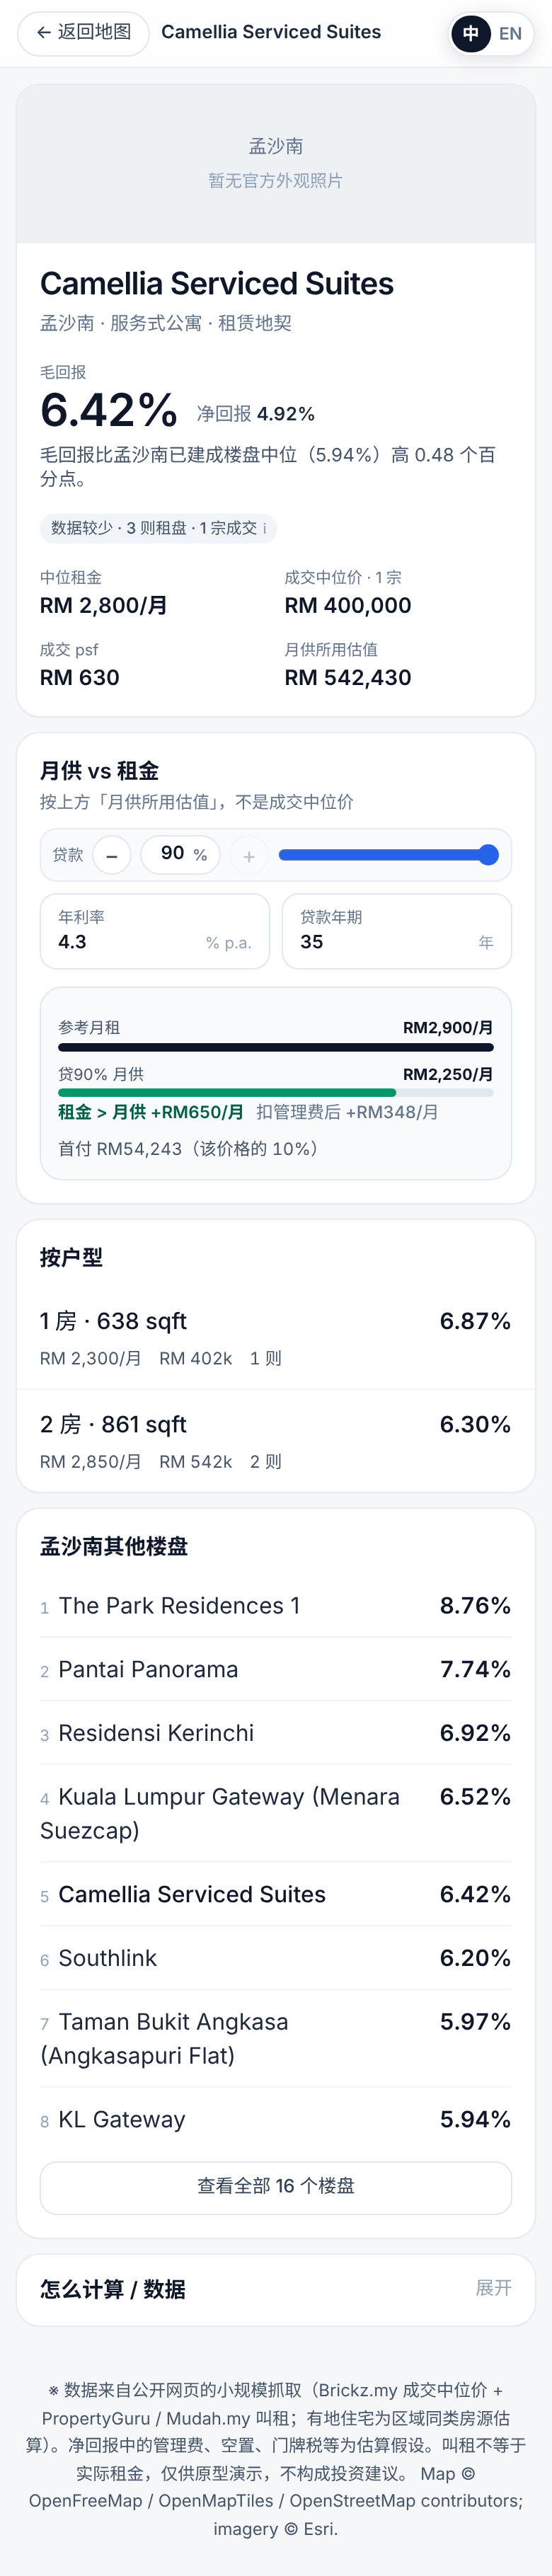 ← 返回地图
Camellia Serviced Suites
中 EN
孟沙南
暂无官方外观照片
Camellia Serviced Suites
孟沙南 · 服务式公寓 · 租赁地契
毛回报
6.42% 净回报 4.92%
毛回报比孟沙南已建成楼盘中位（5.94%）高 0.48 个百
分点。
数据较少 · 3 则租盘 · 1 宗成交 i
中位租金
RM 2,800/月
成交中位价 · 1 宗
RM 400,000
成交 psf
RM 630
月供所用估值
RM 542,430
月供 vs 租金
按上方「月供所用估值」，不是成交中位价
贷款 − 90 % +
年利率
4.3 % p.a.
贷款年期
35 年
参考月租 RM2,900/月
贷90% 月供 RM2,250/月
租金 > 月供 +RM650/月 扣管理费后 +RM348/月
首付 RM54,243（该价格的 10%）
按户型
1 房 · 638 sqft 6.87%
RM 2,300/月 RM 402k 1 则
2 房 · 861 sqft 6.30%
RM 2,850/月 RM 542k 2 则
孟沙南其他楼盘
1 The Park Residences 1 8.76%
2 Pantai Panorama 7.74%
3 Residensi Kerinchi 6.92%
4 Kuala Lumpur Gateway (Menara 6.52%
Suezcap)
5 Camellia Serviced Suites 6.42%
6 Southlink 6.20%
7 Taman Bukit Angkasa 5.97%
(Angkasapuri Flat)
8 KL Gateway 5.94%
查看全部 16 个楼盘
怎么计算 / 数据 展开
※ 数据来自公开网页的小规模抓取（Brickz.my 成交中位价 +
PropertyGuru / Mudah.my 叫租；有地住宅为区域同类房源估
算）。净回报中的管理费、空置、门牌税等为估算假设。叫租不等于
实际租金，仅供原型演示，不构成投资建议。 Map ©
OpenFreeMap / OpenMapTiles / OpenStreetMap contributors;
imagery © Esri.